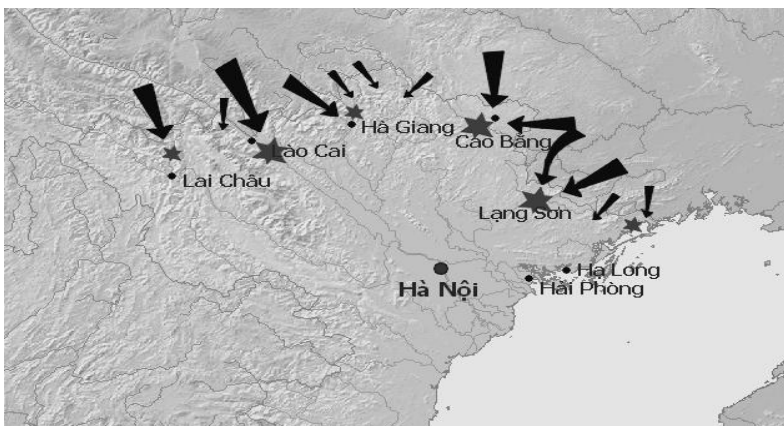 Hà Giang
Cao Bằng
Lào Cai
Lai Châu
Lạng Sơn
Hạ Long
Hà Nội
Hải Phòng